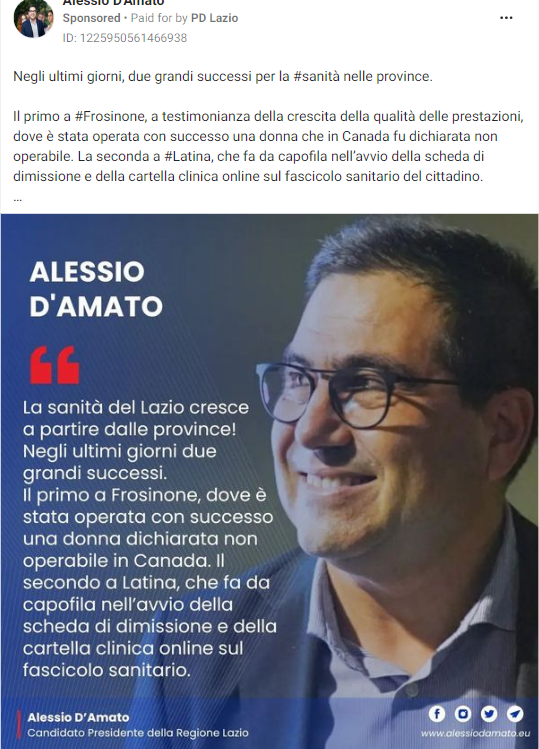 Alessio D'Amato
Sponsored • Paid for by PD Lazio
ID: 1225950561466938
Negli ultimi giorni, due grandi successi per la #sanità nelle province.
Il primo a #Frosinone, a testimonianza della crescita della qualità delle prestazioni,
dove è stata operata con successo una donna che in Canada fu dichiarata non
operabile. La seconda a #Latina, che fa da capofila nell’avvio della scheda di
dimissione e della cartella clinica online sul fascicolo sanitario del cittadino.
...
ALESSIO
D'AMATO
La sanità del Lazio cresce
a partire dalle province!
Negli ultimi giorni due
grandi successi.
Il primo a Frosinone, dove è
stata operata con successo
una donna dichiarata non
operabile in Canada. Il
secondo a Latina, che fa da
capofila nell’avvio della
scheda di dimissione e della
cartella clinica online sul
fascicolo sanitario.
Alessio D’Amato
Candidato Presidente della Regione Lazio
www.alessiodamato.eu